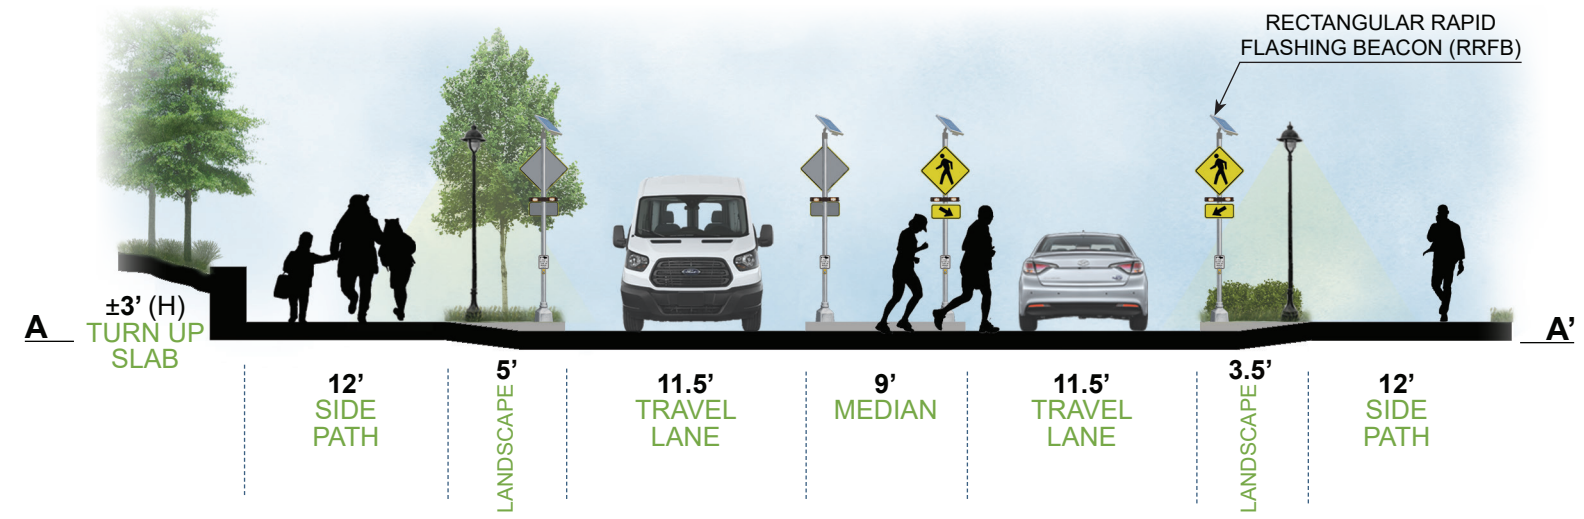 RECTANGULAR RAPID
FLASHING BEACON (RRFB)
±3’ (H)
TURN UP
SLAB
A
A’
12’
SIDE
PATH
5’
LANDSCAPE
11.5’
TRAVEL
LANE
9’
MEDIAN
11.5’
TRAVEL
LANE
3.5’
LANDSCAPE
12’
SIDE
PATH